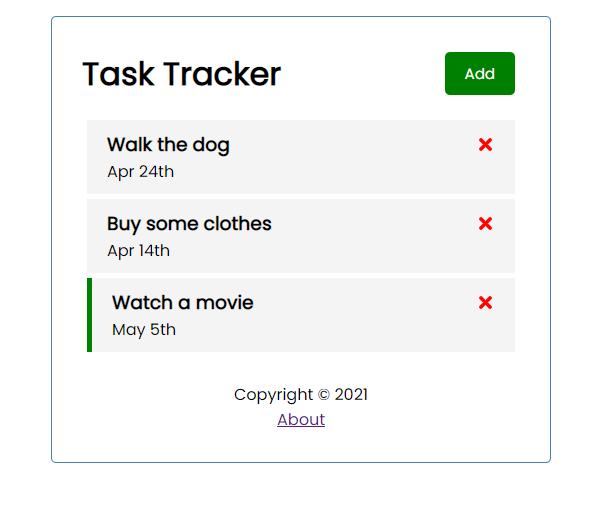 Task Tracker
Add
Walk the dog
Apr 24th
Buy some clothes
Apr 14th
Watch a movie
May 5th
Copyright © 2021
About